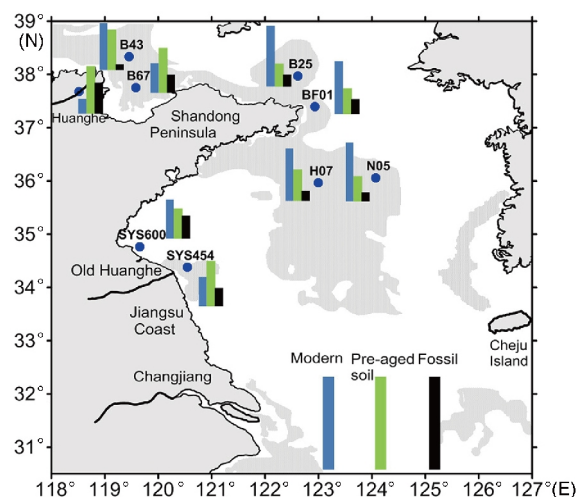 39°
(N)
38°
37°
36°
35°
34°
33°
32°
31°
B43
B67
B25
BF01
Huanghe
Shandong
Peninsula
H07
N05
SYS600
SYS454
Old Huanghe
Jiangsu
Coast
Changjiang
Cheju
Island
Modern Pre-aged Fossil
soil
118° 119° 120° 121° 122° 123° 124° 125° 126° 127°(E)